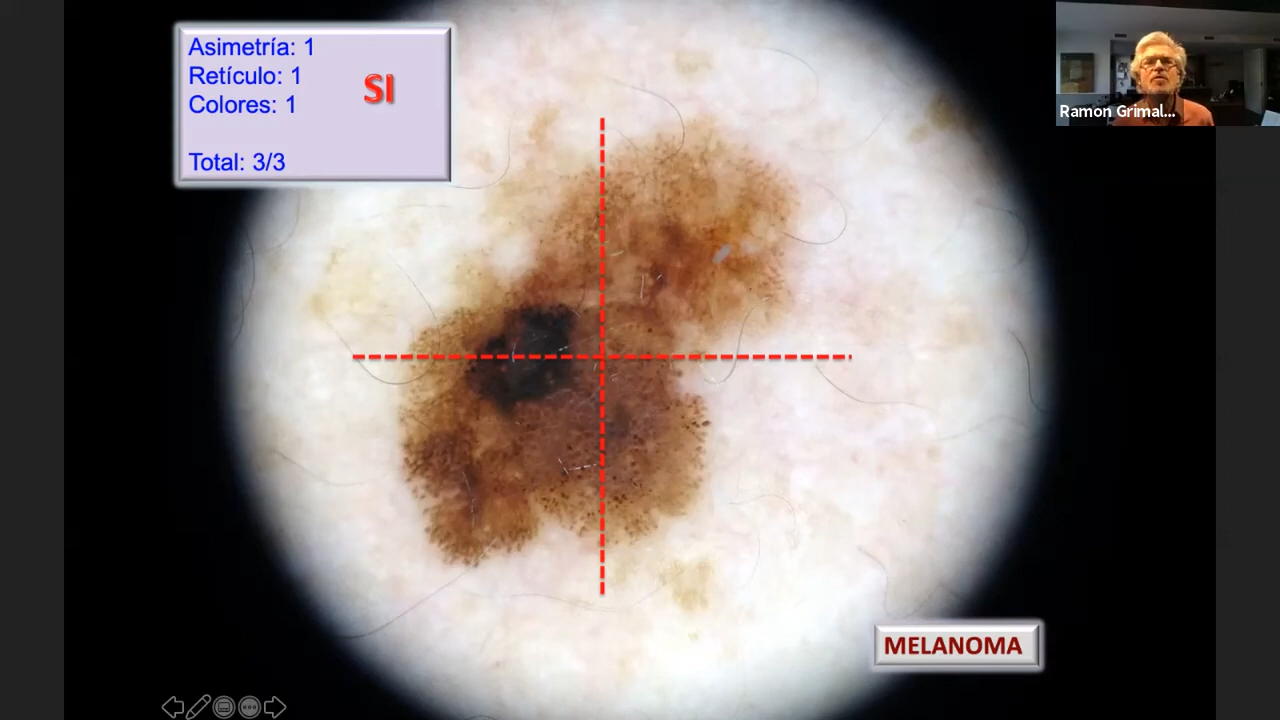 Asimetría: 1
Retículo: 1
Colores: 1
SI
Total: 3/3
Ramon Grimal...
MELANOMA